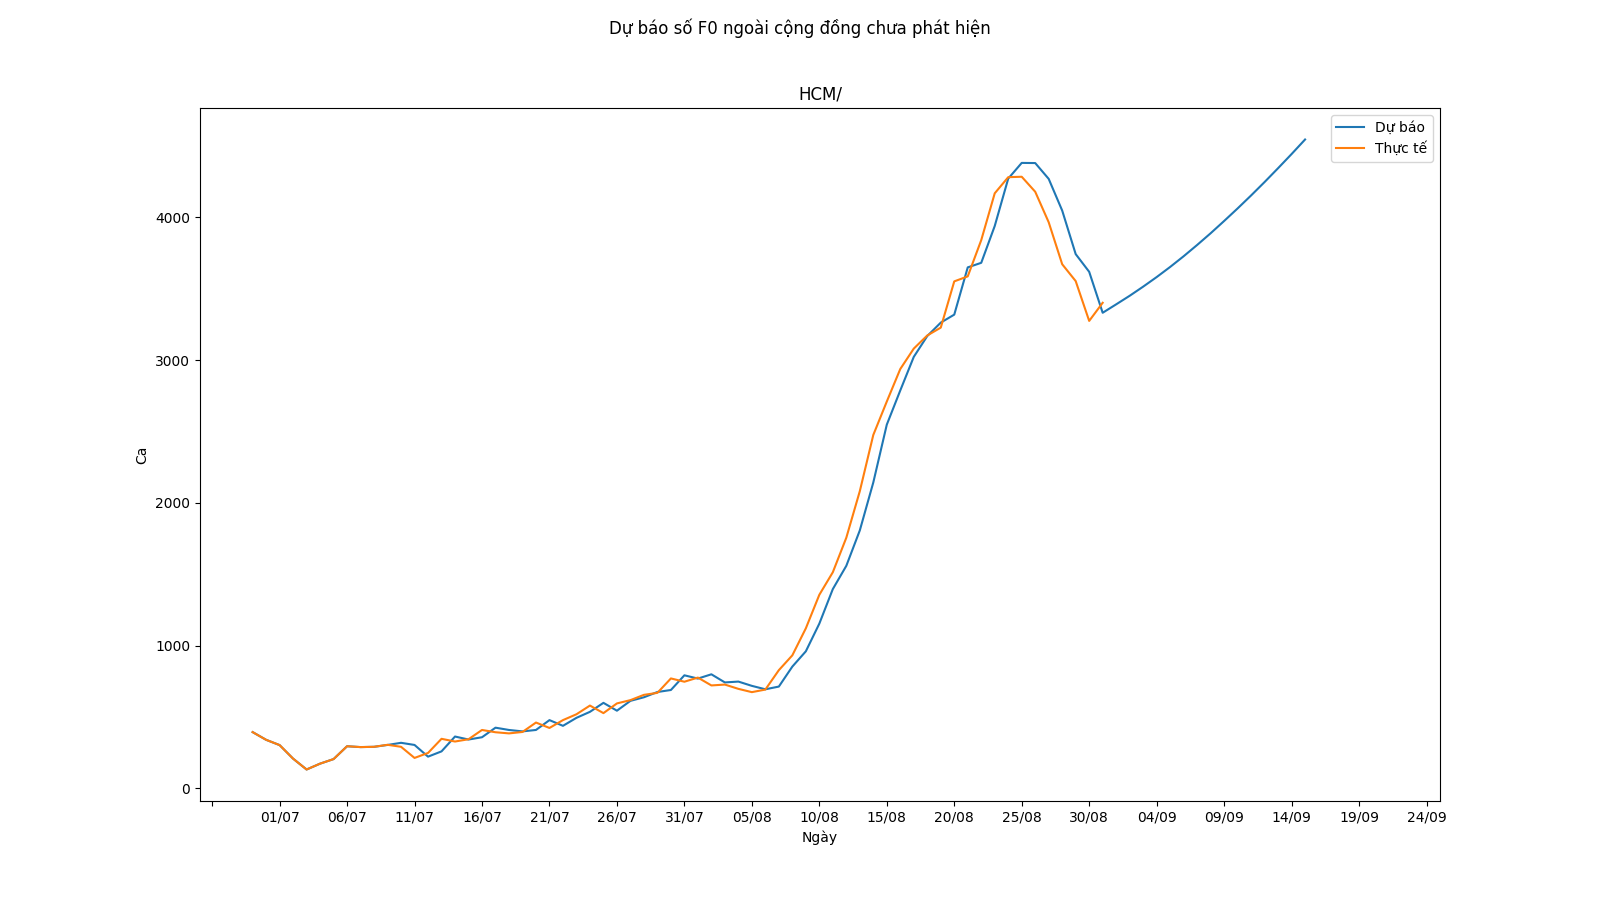 Dự báo số F0 ngoài cộng đồng chưa phát hiện
HCM/
Dự báo
Thực tế
4000
3000
2000
1000
0
Ca
01/07 06/07 11/07 16/07 21/07 26/07 31/07 05/08 10/08 15/08 20/08 25/08 30/08 04/09 09/09 14/09 19/09 24/09
Ngày